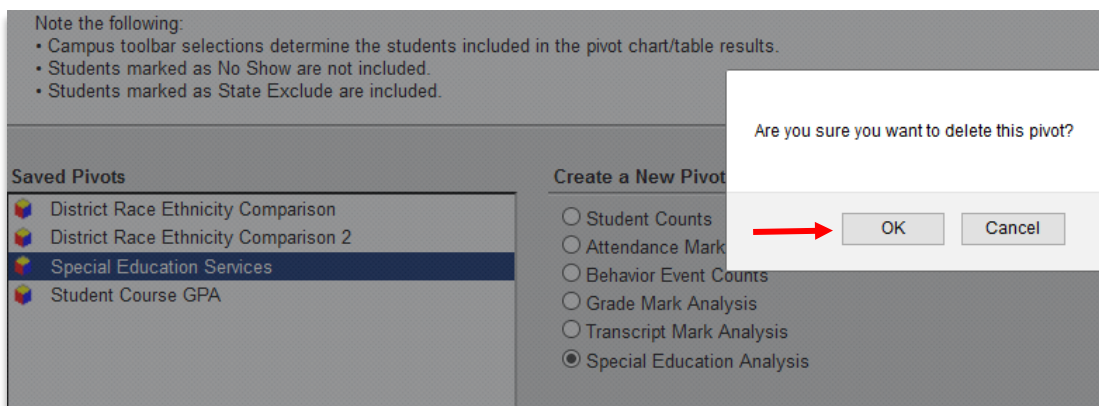 Note the following:
• Campus toolbar selections determine the students included in the pivot chart/table results.
• Students marked as No Show are not included.
• Students marked as State Exclude are included.
Are you sure you want to delete this pivot?
OK
Cancel
Saved Pivots
District Race Ethnicity Comparison
District Race Ethnicity Comparison 2
Special Education Services
Student Course GPA
Create a New Pivot
Student Counts
Attendance Mark
Behavior Event Counts
Grade Mark Analysis
Transcript Mark Analysis
Special Education Analysis